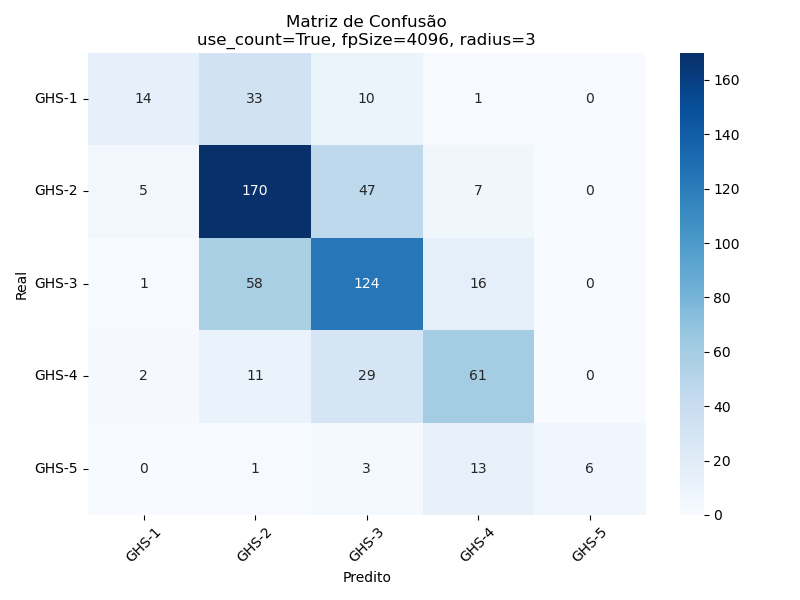 Matriz de Confusão
use_count=True, fpSize=4096, radius=3
GHS-1 14 33 10 1 0
GHS-2 5 170 47 7 0
GHS-3 1 58 124 16 0
GHS-4 2 11 29 61 0
GHS-5 0 1 3 13 6
GHS-1 GHS-2 GHS-3 GHS-4 GHS-5
Real
Predito
160
140
120
100
80
60
40
20
0